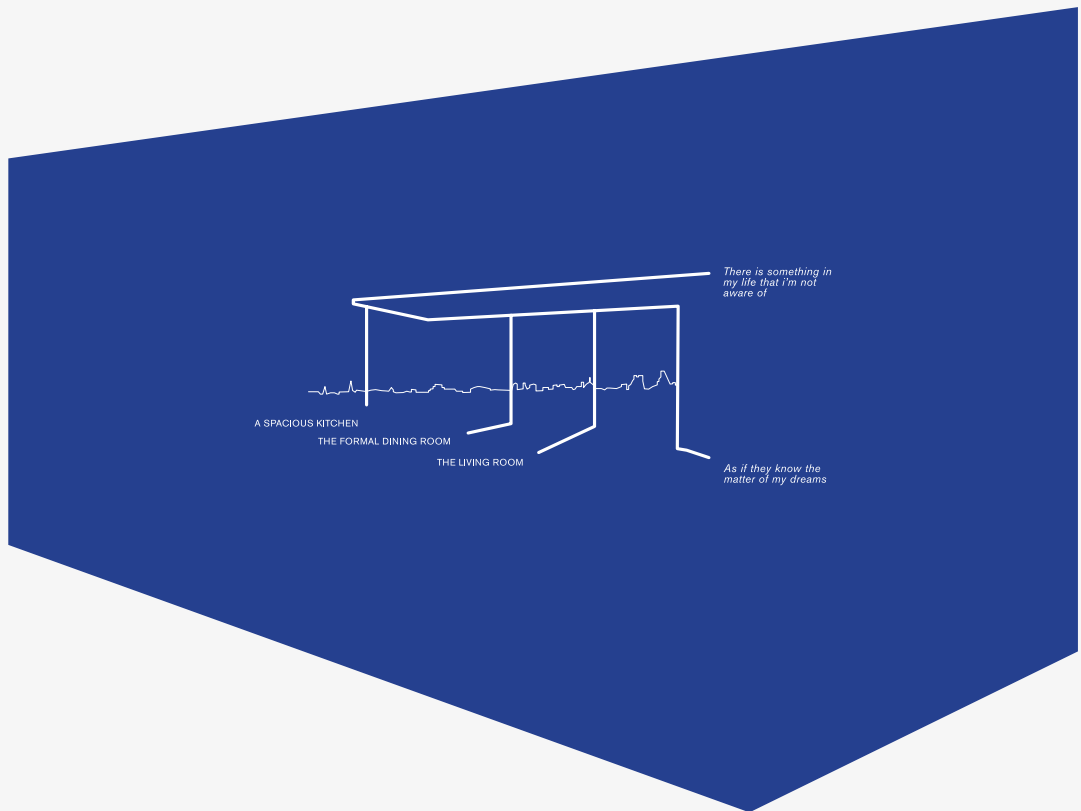 There is something in
my life that i'm not
aware of
A SPACIOUS KITCHEN
THE FORMAL DINING ROOM
THE LIVING ROOM
As if they know the
matter of my dreams